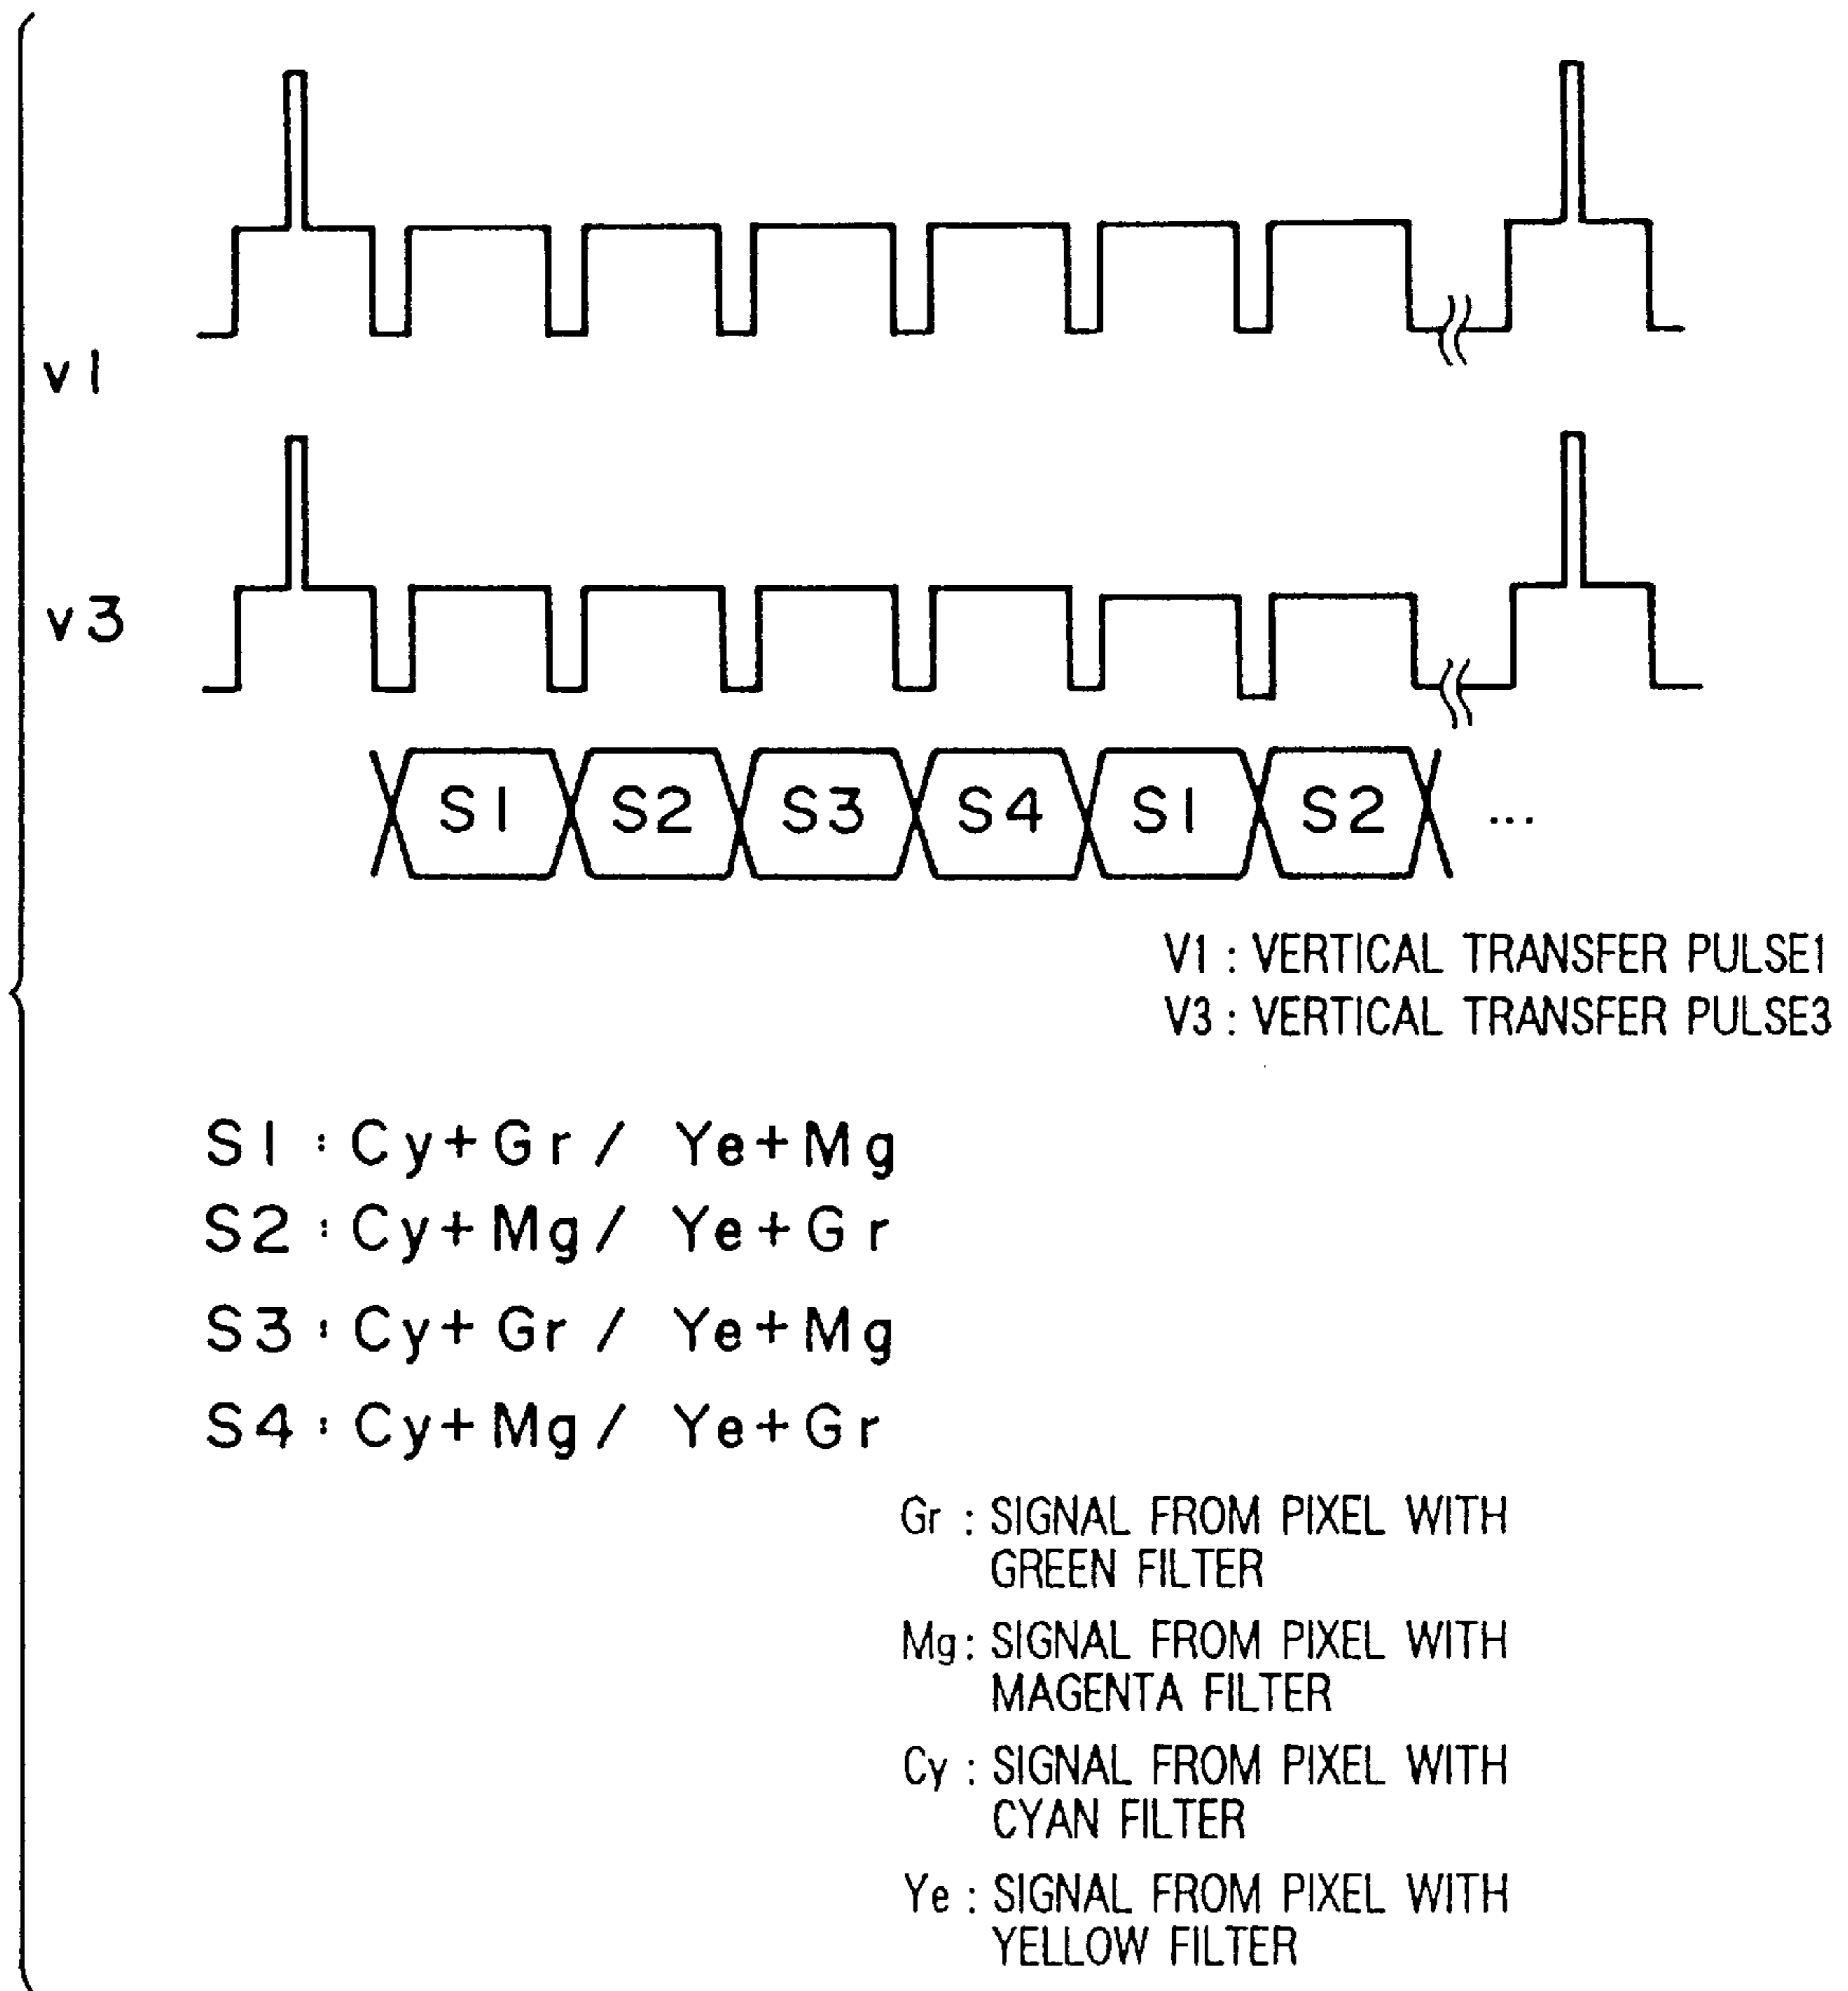 v1
v3
S1 S2 S3 S4 S1 S2 ...
V1 : VERTICAL TRANSFER PULSE1
V3 : VERTICAL TRANSFER PULSE3
S1 : Cy+Gr / Ye+Mg
S2 : Cy+Mg / Ye+Gr
S3 : Cy+Gr / Ye+Mg
S4 : Cy+Mg / Ye+Gr
Gr : SIGNAL FROM PIXEL WITH
GREEN FILTER
Mg : SIGNAL FROM PIXEL WITH
MAGENTA FILTER
Cy : SIGNAL FROM PIXEL WITH
CYAN FILTER
Ye : SIGNAL FROM PIXEL WITH
YELLOW FILTER